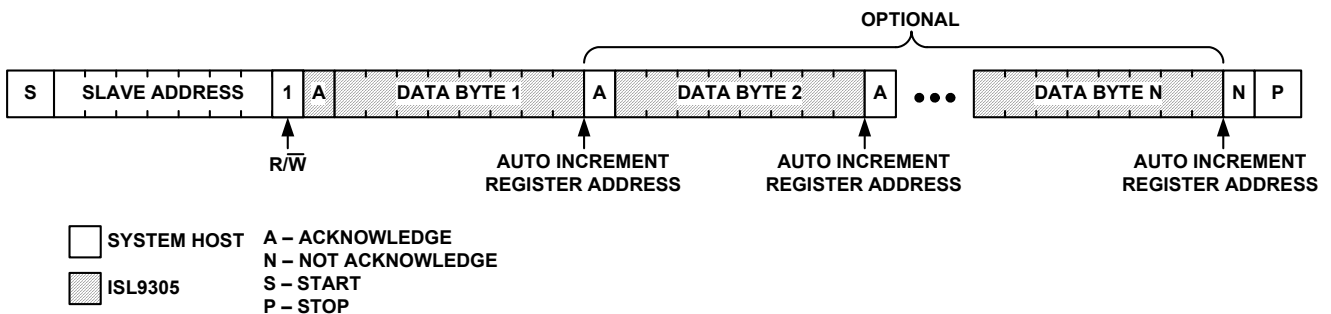 OPTIONAL
S SLAVE ADDRESS 1 A DATA BYTE 1 A DATA BYTE 2 A ••• DATA BYTE N N P
R/W̅ AUTO INCREMENT REGISTER ADDRESS AUTO INCREMENT REGISTER ADDRESS AUTO INCREMENT REGISTER ADDRESS
SYSTEM HOST
ISL9305
A – ACKNOWLEDGE
N – NOT ACKNOWLEDGE
S – START
P – STOP